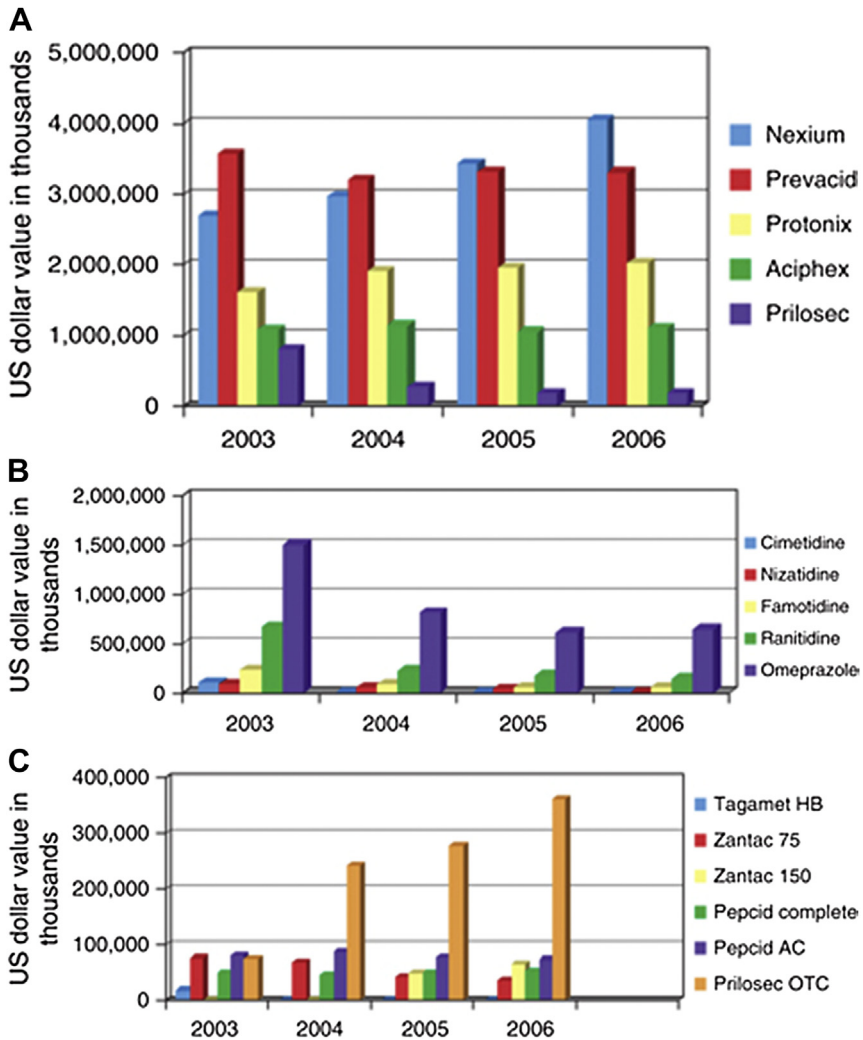 A
US dollar value in thousands
5,000,000
4,000,000
3,000,000
2,000,000
1,000,000
0
2003
2004
2005
2006
Nexium
Prevacid
Protonix
Aciphex
Prilosec
B
US dollar value in
thousands
2,000,000
1,500,000
1,000,000
500,000
0
2003
2004
2005
2006
Cimetidine
Nizatidine
Famotidine
Ranitidine
Omeprazole
C
US dollar value in
thousands
400,000
300,000
200,000
100,000
0
2003
2004
2005
2006
Tagamet HB
Zantac 75
Zantac 150
Pepcid complete
Pepcid AC
Prilosec OTC